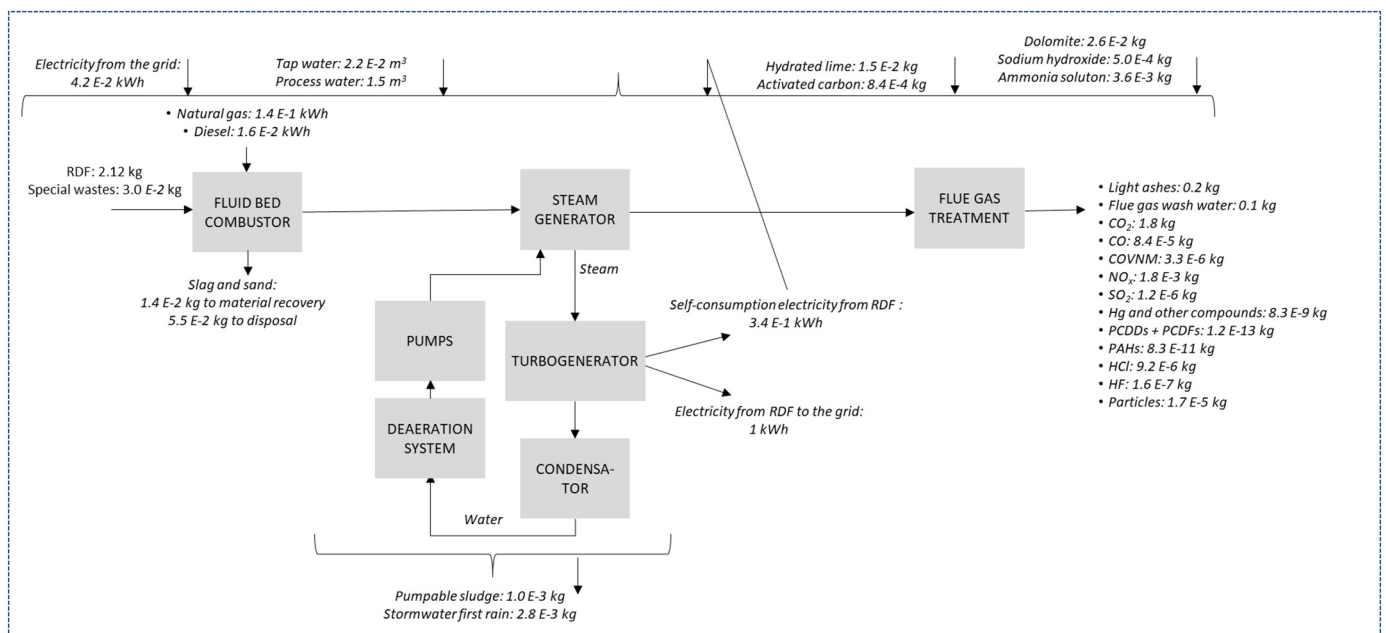 Electricity from the grid:
4.2 E-2 kWh
Tap water: 2.2 E-2 m³
Process water: 1.5 m³
Hydrated lime: 1.5 E-2 kg
Activated carbon: 8.4 E-4 kg
Dolomite: 2.6 E-2 kg
Sodium hydroxide: 5.0 E-4 kg
Ammonia soluton: 3.6 E-3 kg
• Natural gas: 1.4 E-1 kWh
• Diesel: 1.6 E-2 kWh
RDF: 2.12 kg
Special wastes: 3.0 E-2 kg
FLUID BED
COMBUSTOR
STEAM
GENERATOR
FLUE GAS
TREATMENT
• Light ashes: 0.2 kg
• Flue gas wash water: 0.1 kg
• CO₂: 1.8 kg
• CO: 8.4 E-5 kg
• COVNM: 3.3 E-6 kg
• NOₓ: 1.8 E-3 kg
• SO₂: 1.2 E-6 kg
• Hg and other compounds: 8.3 E-9 kg
• PCDDs + PCDFs: 1.2 E-13 kg
• PAHs: 8.3 E-11 kg
• HCl: 9.2 E-6 kg
• HF: 1.6 E-7 kg
• Particles: 1.7 E-5 kg
Slag and sand:
1.4 E-2 kg to material recovery
5.5 E-2 kg to disposal
Steam
Self-consumption electricity from RDF :
3.4 E-1 kWh
PUMPS
TURBOGENERATOR
Electricity from RDF to the grid:
1 kWh
DEAERATION
SYSTEM
CONDENSA-
TOR
Water
Pumpable sludge: 1.0 E-3 kg
Stormwater first rain: 2.8 E-3 kg